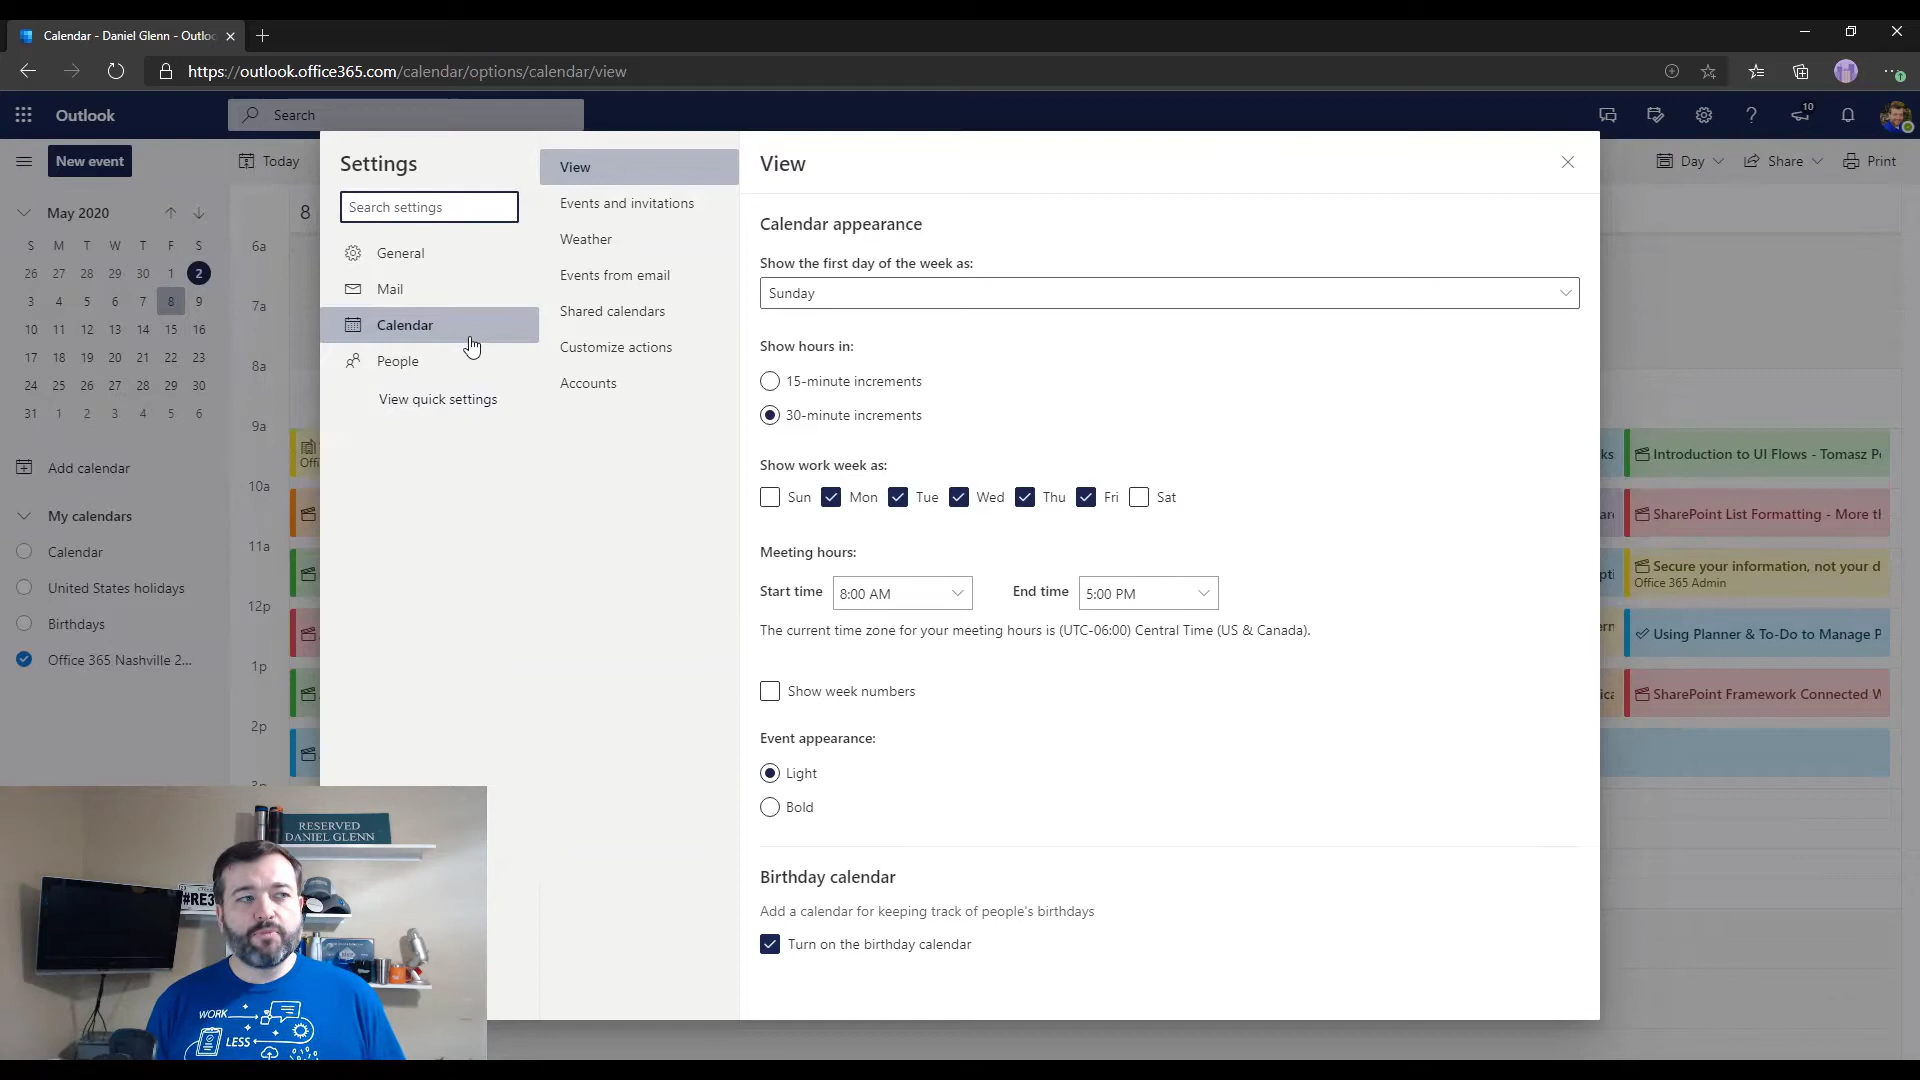 Calendar - Daniel Glenn - Outloo
https://outlook.office365.com/calendar/options/calendar/view
Outlook
Search
10
New event
Today
Day
Share
Print
May 2020
S M T W T F S
26 27 28 29 30 1 2
3 4 5 6 7 8 9
10 11 12 13 14 15 16
17 18 19 20 21 22 23
24 25 26 27 28 29 30
31 1 2 3 4 5 6
Add calendar
My calendars
Calendar
United States holidays
Birthdays
Office 365 Nashville 2...
8
6a
7a
8a
9a
10a
11a
12p
1p
2p
Offi
Settings
Search settings
General
Mail
Calendar
People
View quick settings
View
Events and invitations
Weather
Events from email
Shared calendars
Customize actions
Accounts
View
Calendar appearance
Show the first day of the week as:
Sunday
Show hours in:
15-minute increments
30-minute increments
Show work week as:
Sun Mon Tue Wed Thu Fri Sat
Meeting hours:
Start time 8:00 AM End time 5:00 PM
The current time zone for your meeting hours is (UTC-06:00) Central Time (US & Canada).
Show week numbers
Event appearance:
Light
Bold
Birthday calendar
Add a calendar for keeping track of people's birthdays
Turn on the birthday calendar
ks
Introduction to UI Flows - Tomasz P
SharePoint List Formatting - More th
Secure your information, not your d
Office 365 Admin
Using Planner & To-Do to Manage P
SharePoint Framework Connected W
RESERVED
DANIEL GLENN
#RE3
WORK
LESS